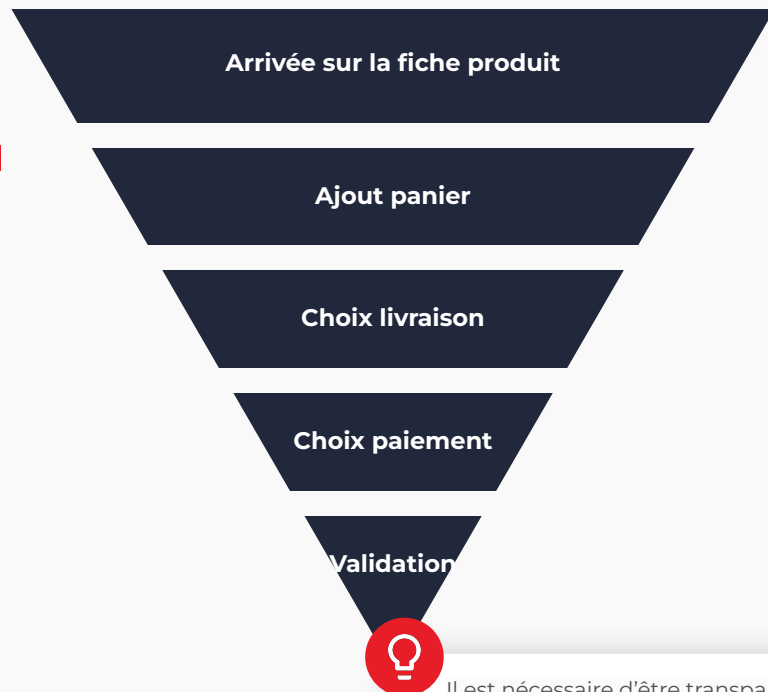 Arrivée sur la fiche produit
Ajout panier
Choix livraison
Choix paiement
Validation
Il est nécessaire d’être